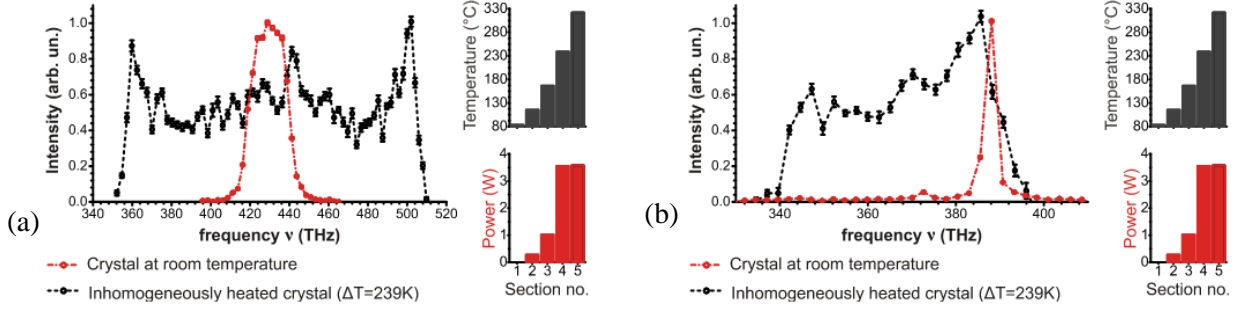 (a)
Intensity (arb. un.)
1.0
0.8
0.6
0.4
0.2
0.0
340 360 380 400 420 440 460 480 500 520
frequency ν (THz)
Crystal at room temperature
Inhomogeneously heated crystal (ΔT=239K)
Temperature (°C)
330
280
230
180
130
80
Power (W)
4
3
2
1
0
1 2 3 4 5
Section no.
(b)
Intensity (arb. un.)
1.0
0.8
0.6
0.4
0.2
0.0
340 360 380 400
frequency ν (THz)
Crystal at room temperature
Inhomogeneously heated crystal (ΔT=239K)
Temperature (°C)
330
280
230
180
130
80
Power (W)
4
3
2
1
0
1 2 3 4 5
Section no.